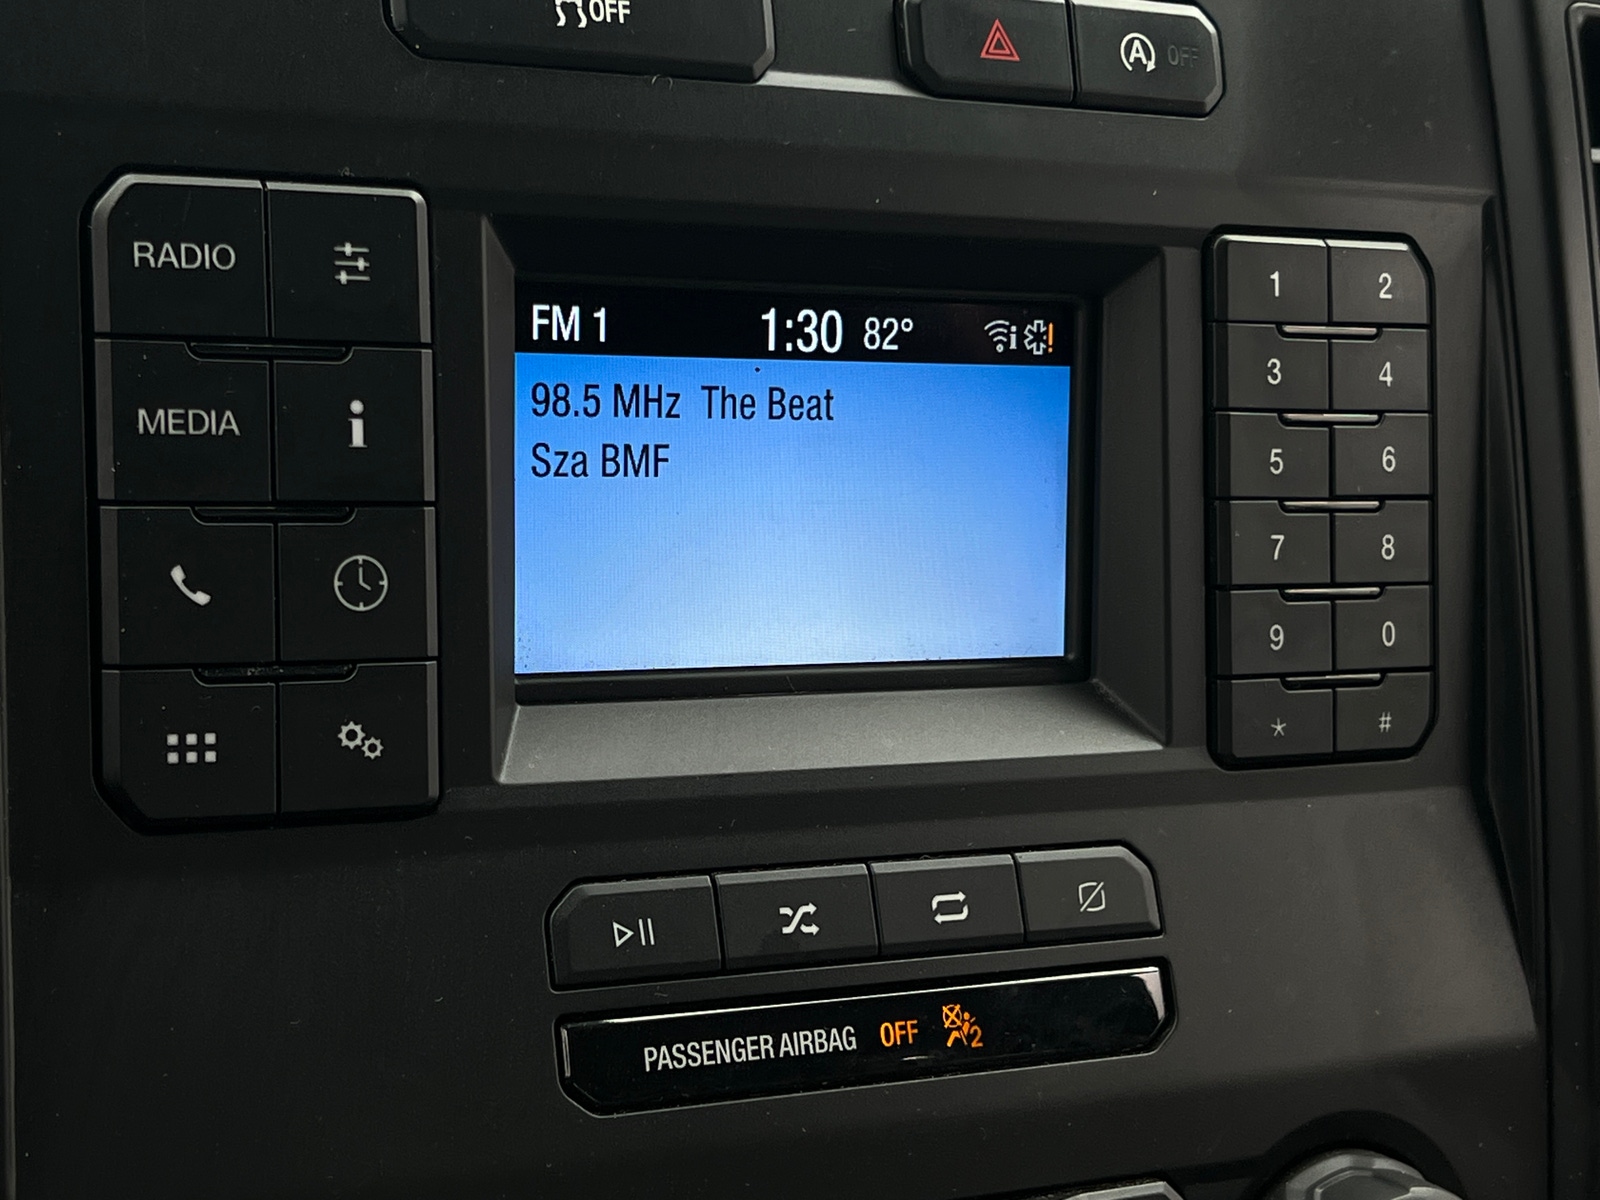 OFF
A OFF
RADIO
MEDIA
i
FM 1 1:30 82° i !
98.5 MHz The Beat
Sza BMF
1 2
3 4
5 6
7 8
9 0
* #
PASSENGER AIRBAG OFF 2